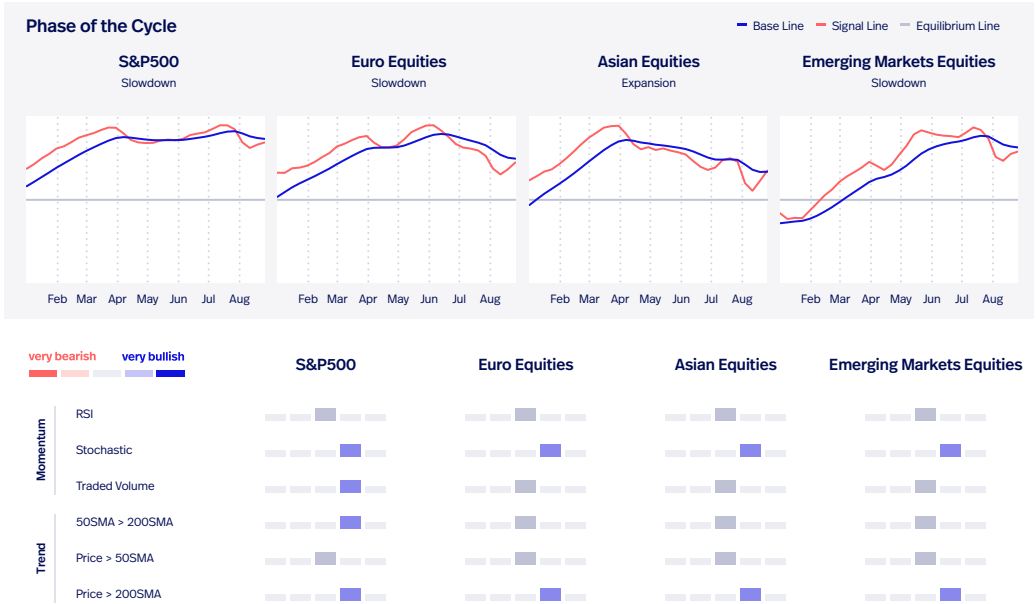 Phase of the Cycle
Base Line Signal Line Equilibrium Line
S&P500 Euro Equities Asian Equities Emerging Markets Equities
Slowdown Slowdown Expansion Slowdown
Feb Mar Apr May Jun Jul Aug Feb Mar Apr May Jun Jul Aug Feb Mar Apr May Jun Jul Aug Feb Mar Apr May Jun Jul Aug
very bearish very bullish
S&P500 Euro Equities Asian Equities Emerging Markets Equities
Momentum
RSI
Stochastic
Traded Volume
Trend
50SMA > 200SMA
Price > 50SMA
Price > 200SMA